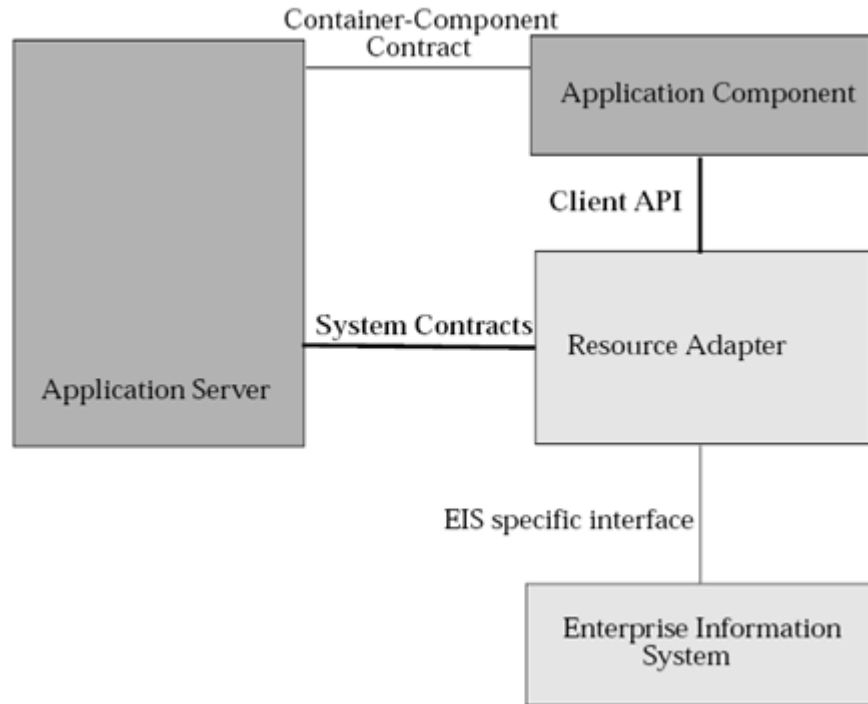 Container-Component
Contract
Application Component
Client API
System Contracts
Resource Adapter
Application Server
EIS specific interface
Enterprise Information
System